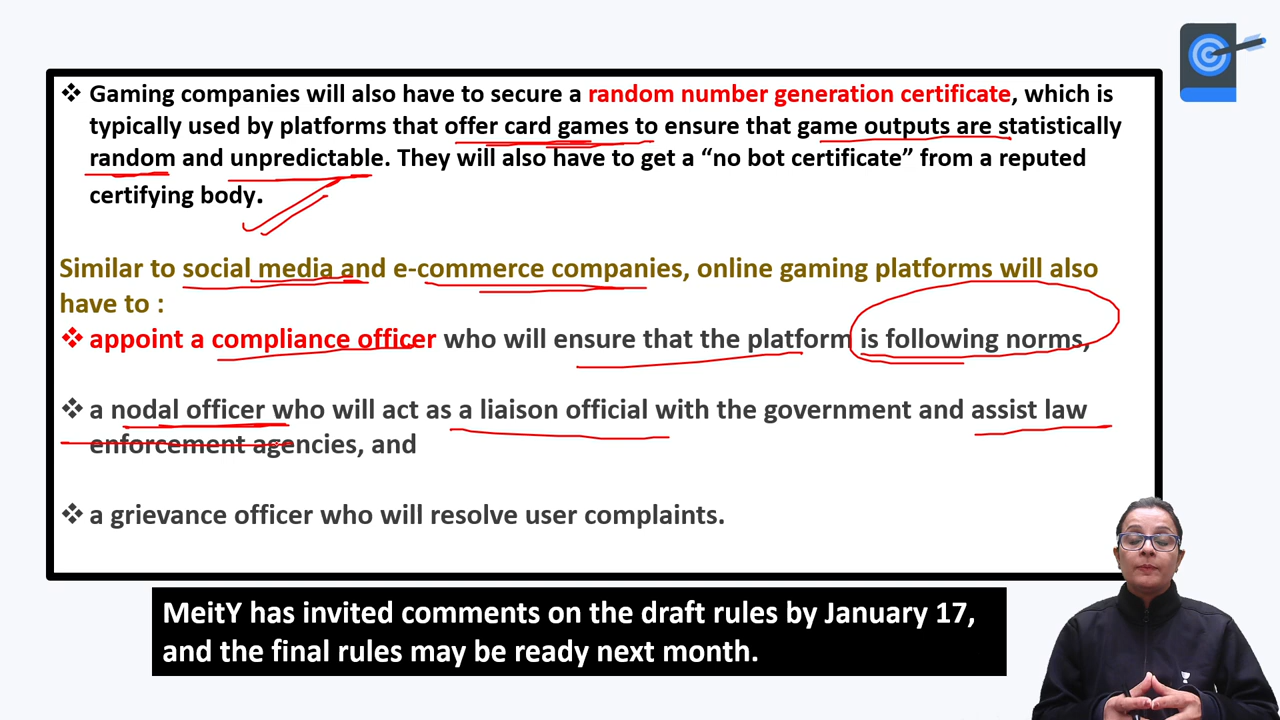 ❖ Gaming companies will also have to secure a random number generation certificate, which is
typically used by platforms that offer card games to ensure that game outputs are statistically
random and unpredictable. They will also have to get a “no bot certificate” from a reputed
certifying body.
Similar to social media and e-commerce companies, online gaming platforms will also
have to :
❖ appoint a compliance officer who will ensure that the platform is following norms,
❖ a nodal officer who will act as a liaison official with the government and assist law
enforcement agencies, and
❖ a grievance officer who will resolve user complaints.
MeitY has invited comments on the draft rules by January 17,
and the final rules may be ready next month.